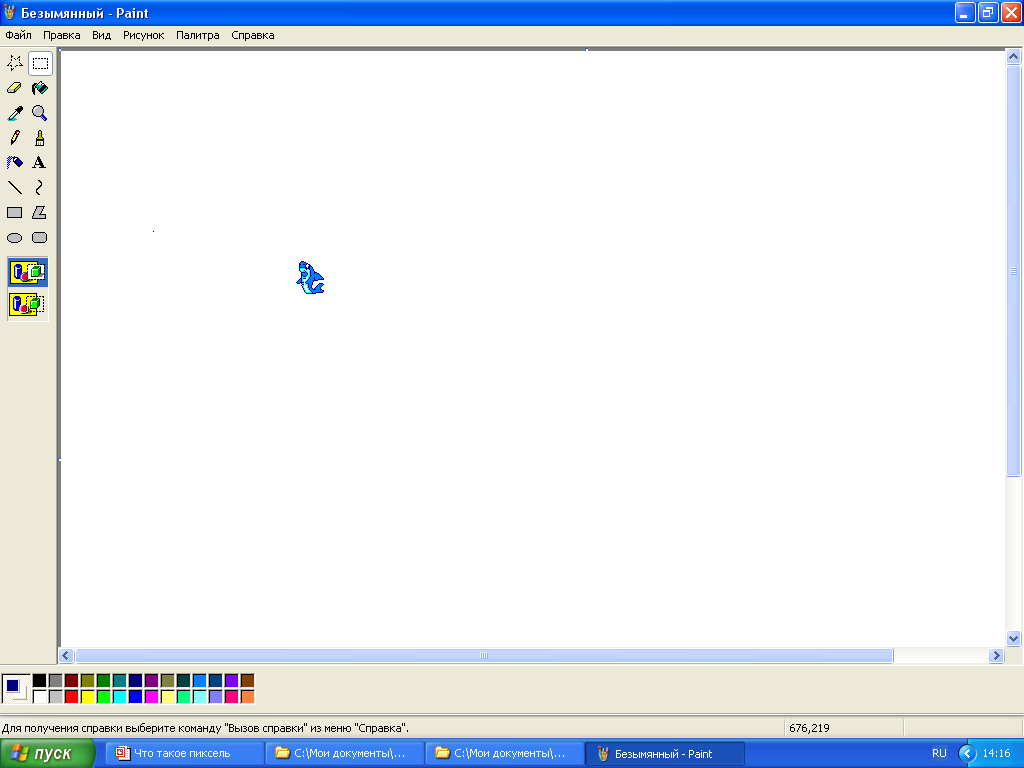 Безымянный - Paint
Файл Правка Вид Рисунок Палитра Справка
A
Для получения справки выберите команду "Вызов справки" из меню "Справка".
676,219
пуск
Что такое пиксель
C:\Мои документы\...
C:\Мои документы\...
Безымянный - Paint
RU
14:16